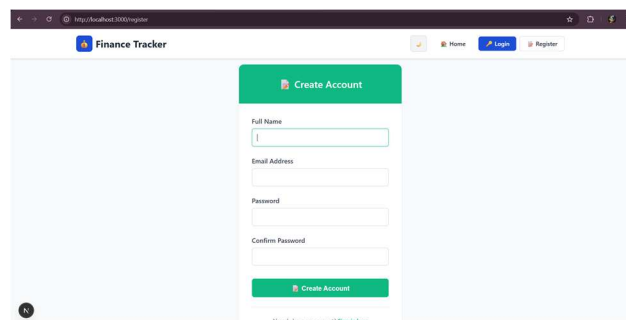 http://localhost:3000/register
Finance Tracker
Home
Login
Register
Create Account
Full Name
Email Address
Password
Confirm Password
Create Account
N